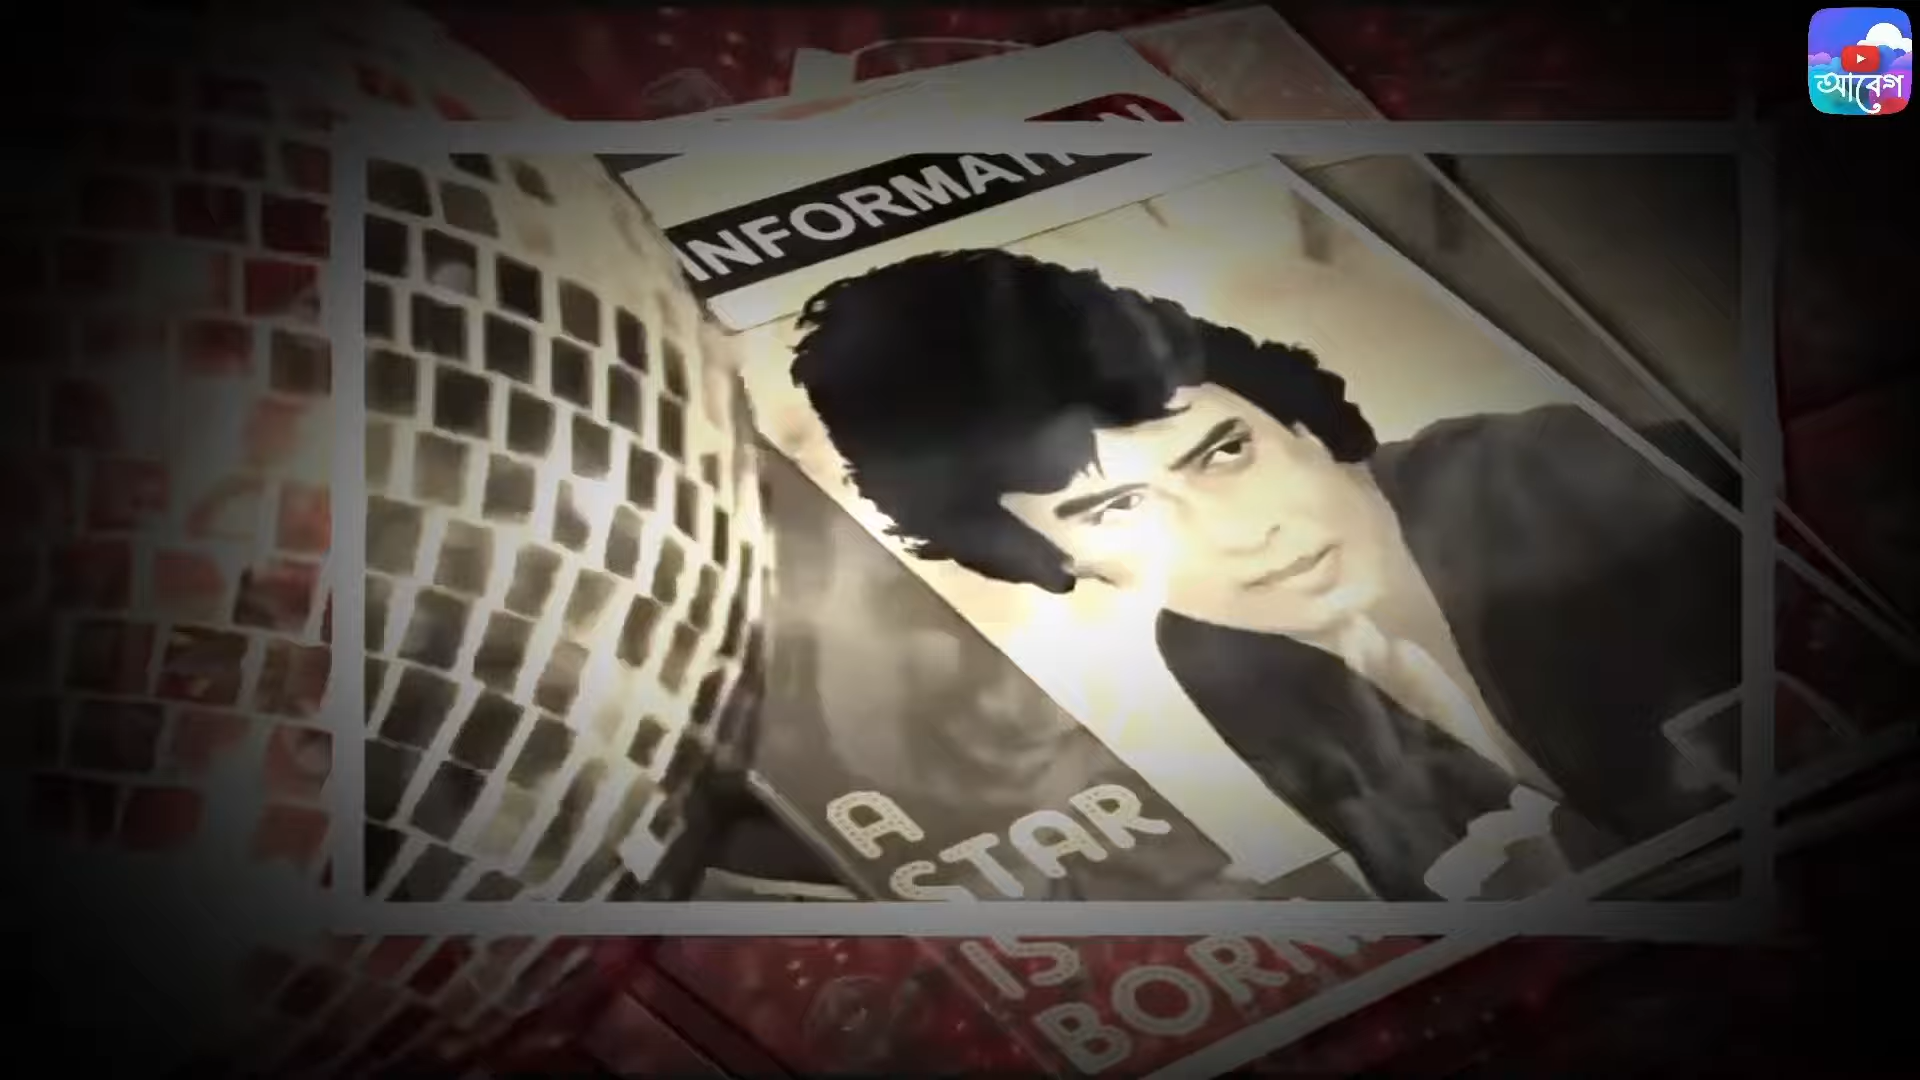 আবেগ
INFORMATION
A
STAR
IS
BORN